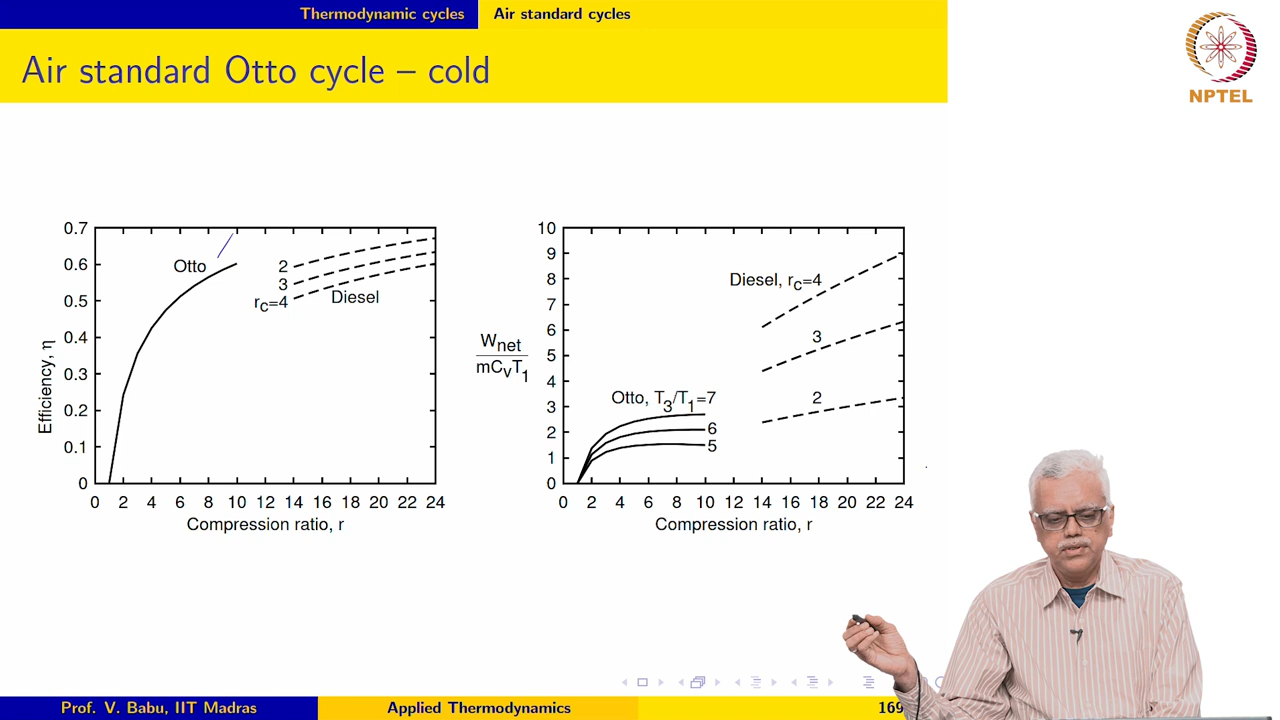 Thermodynamic cycles Air standard cycles
Air standard Otto cycle – cold
NPTEL
0.7
0.6
0.5
0.4
0.3
0.2
0.1
0
Efficiency, η
Otto
2
3
rC=4
Diesel
0 2 4 6 8 10 12 14 16 18 20 22 24
Compression ratio, r
10
9
8
7
6
5
4
3
2
1
0
Wnet
mCvT1
Diesel, rC=4
3
2
Otto, T3/T1=7
6
5
0 2 4 6 8 10 12 14 16 18 20 22 24
Compression ratio, r
Prof. V. Babu, IIT Madras Applied Thermodynamics 169